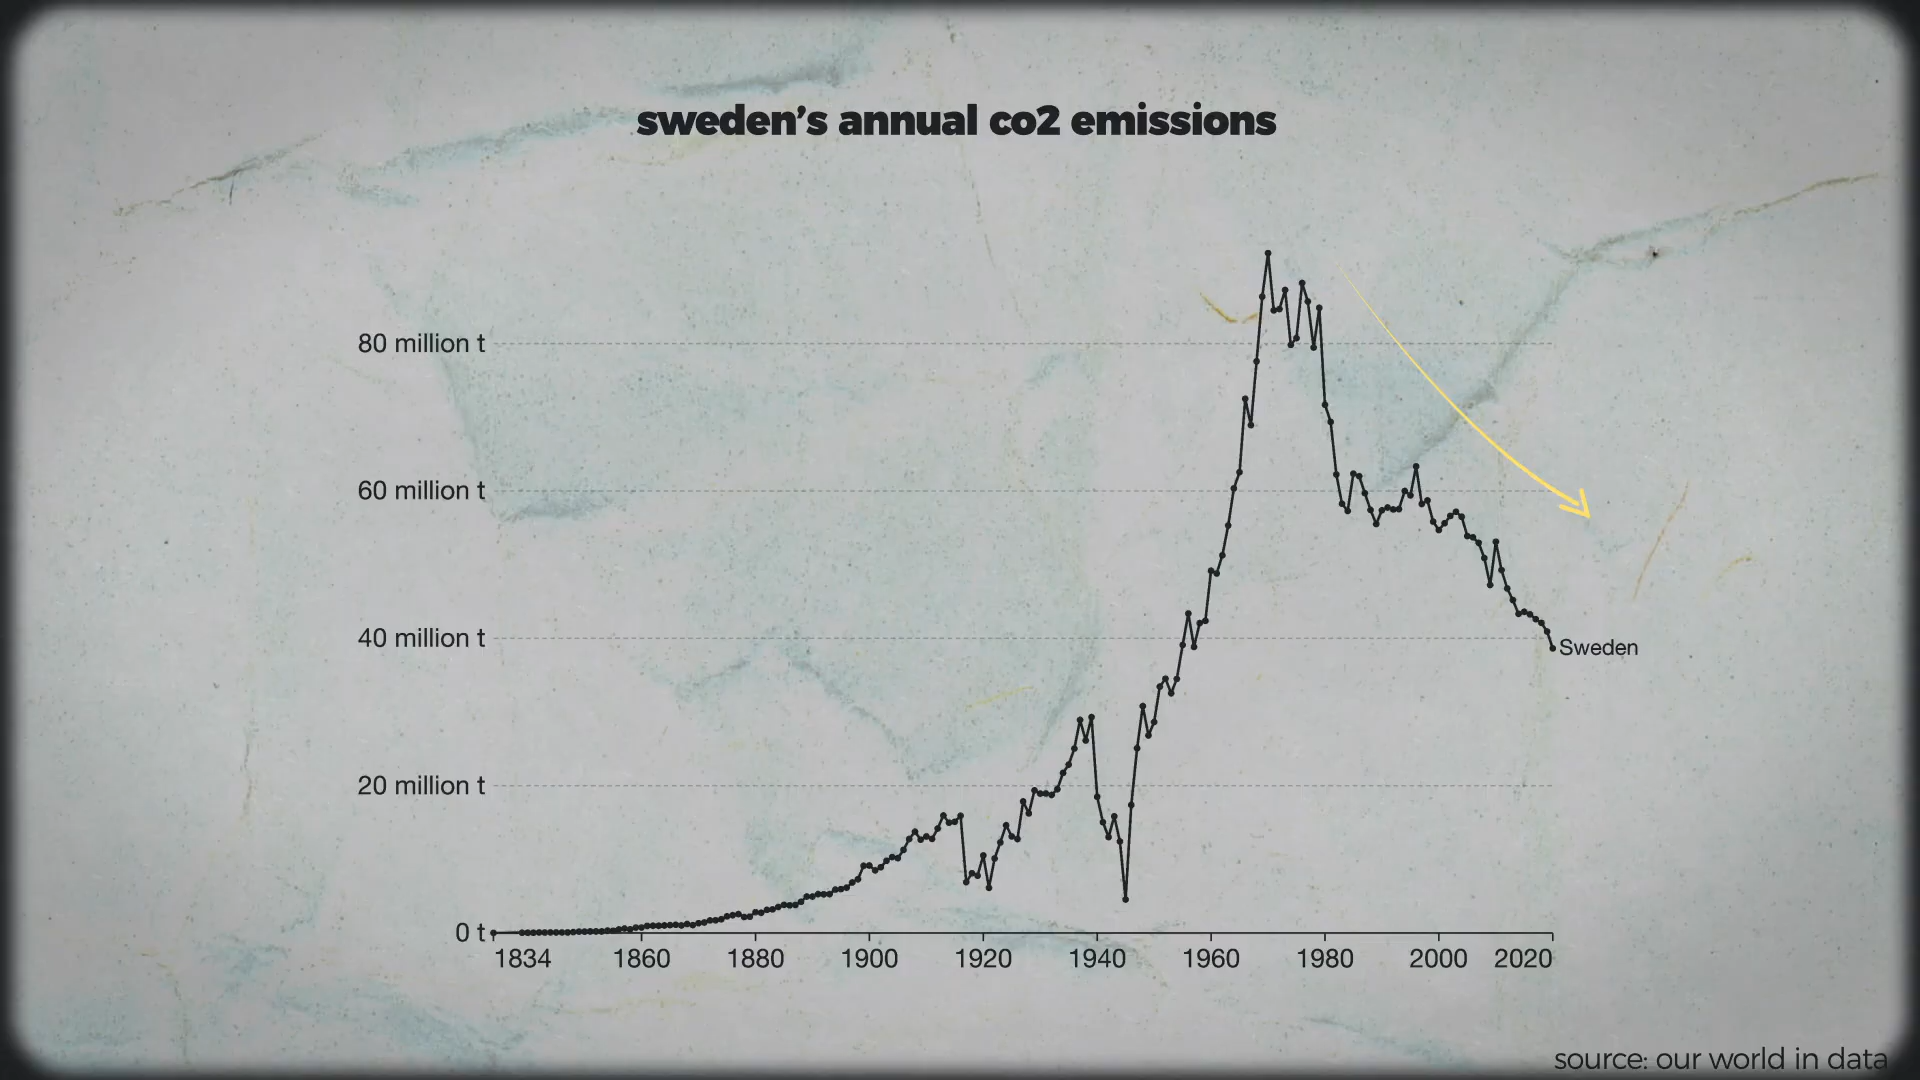 sweden's annual co2 emissions
80 million t
60 million t
40 million t
Sweden
20 million t
0 t
1834 1860 1880 1900 1920 1940 1960 1980 2000 2020
source: our world in data